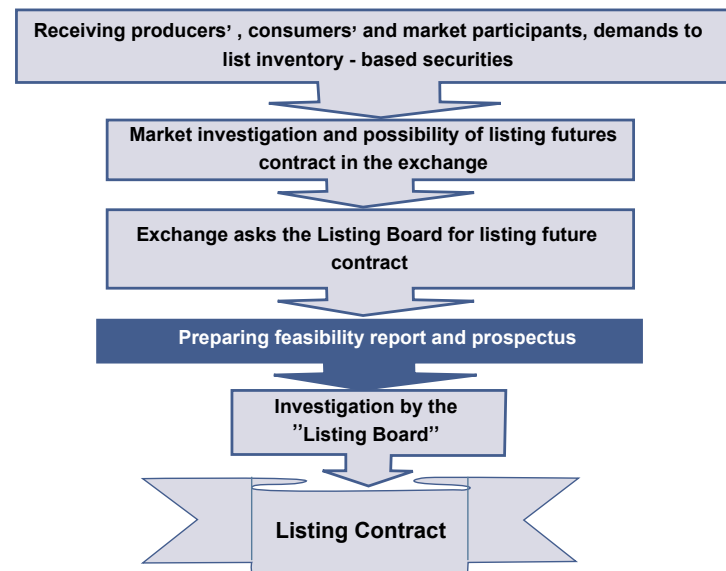 Receiving producers’ , consumers’ and market participants, demands to
list inventory - based securities
Market investigation and possibility of listing futures
contract in the exchange
Exchange asks the Listing Board for listing future
contract
Preparing feasibility report and prospectus
Investigation by the
’’Listing Board’’
Listing Contract